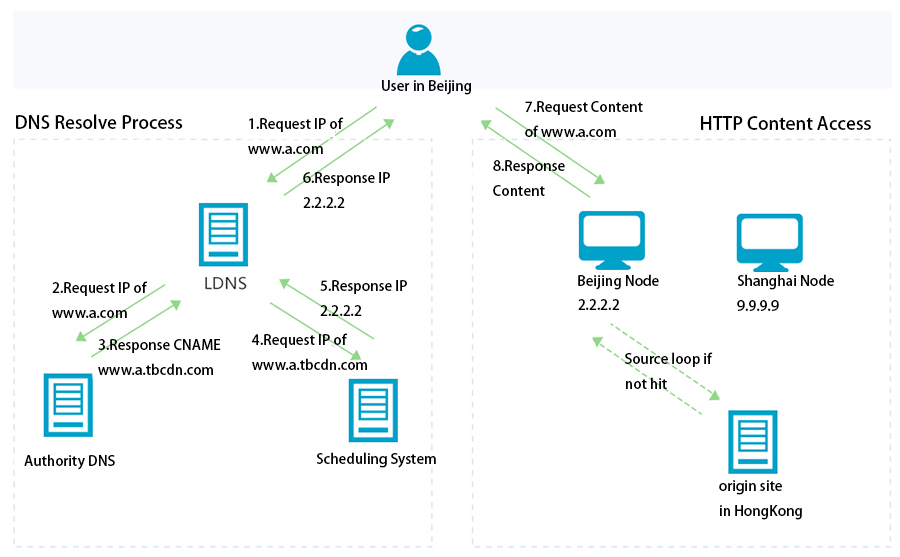 User in Beijing
DNS Resolve Process
HTTP Content Access
1.Request IP of
www.a.com
6.Response IP
2.2.2.2
7.Request Content
of www.a.com
8.Response
Content
LDNS
2.Request IP of
www.a.com
3.Response CNAME
www.a.tbcdn.com
5.Response IP
2.2.2.2
4.Request IP of
www.a.tbcdn.com
Authority DNS
Scheduling System
Beijing Node
2.2.2.2
Shanghai Node
9.9.9.9
Source loop if
not hit
origin site
in HongKong